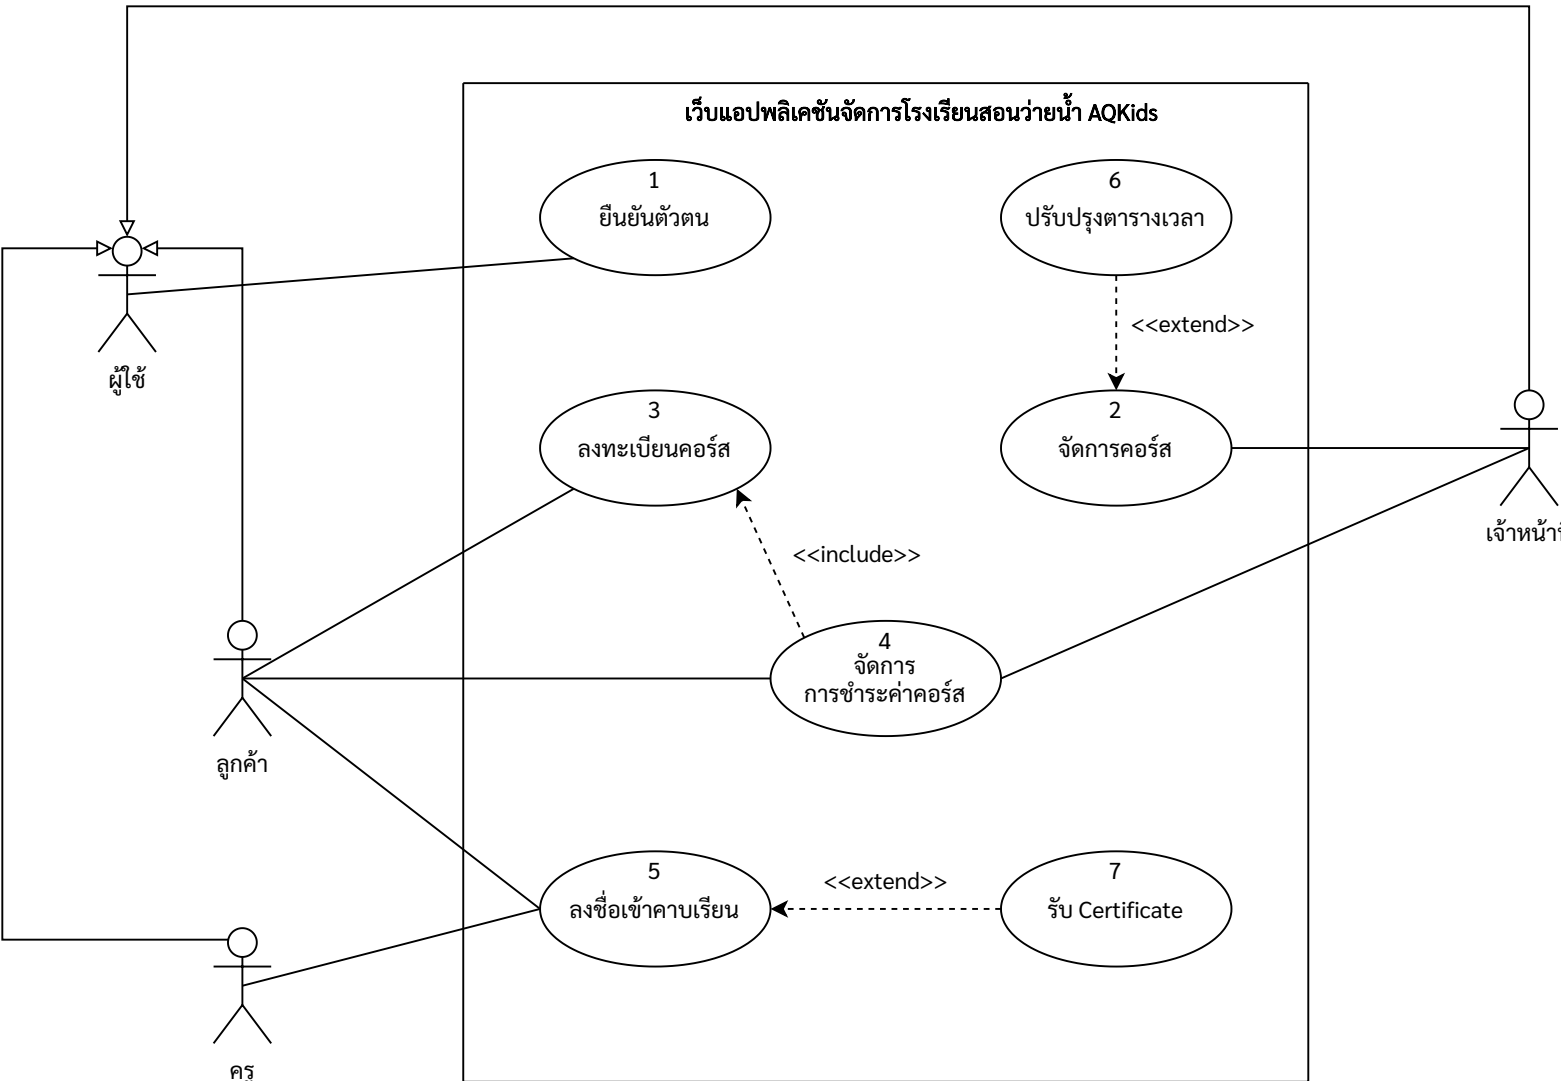 เว็บแอปพลิเคชันจัดการโรงเรียนสอนว่ายน้ำ AQKids
1
ยืนยันตัวตน
6
ปรับปรุงตารางเวลา
<<extend>>
ผู้ใช้
3
ลงทะเบียนคอร์ส
2
จัดการคอร์ส
<<include>>
4
จัดการ
การชำระค่าคอร์ส
ลูกค้า
5
ลงชื่อเข้าคาบเรียน
<<extend>>
7
รับ Certificate
ครู